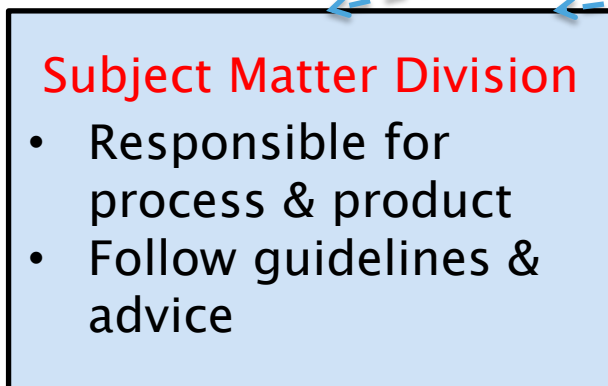 Subject Matter Division
• Responsible for
process & product
• Follow guidelines &
advice